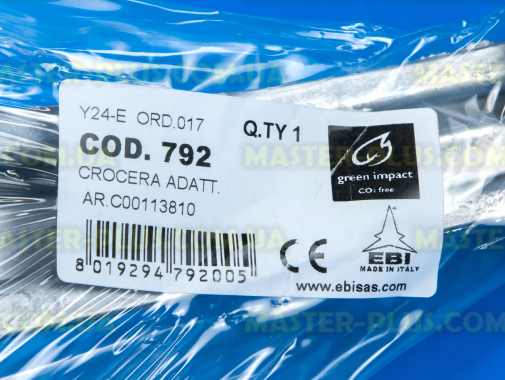 Y24-E ORD.017
Q.TY 1
COD. 792
CROCERA ADATT.
AR.C00113810
green impact
CO₂ free
8 019294 792005
CE
EBI
MADE IN ITALY
www.ebisas.com
MASTER-PLUS.COM.UA